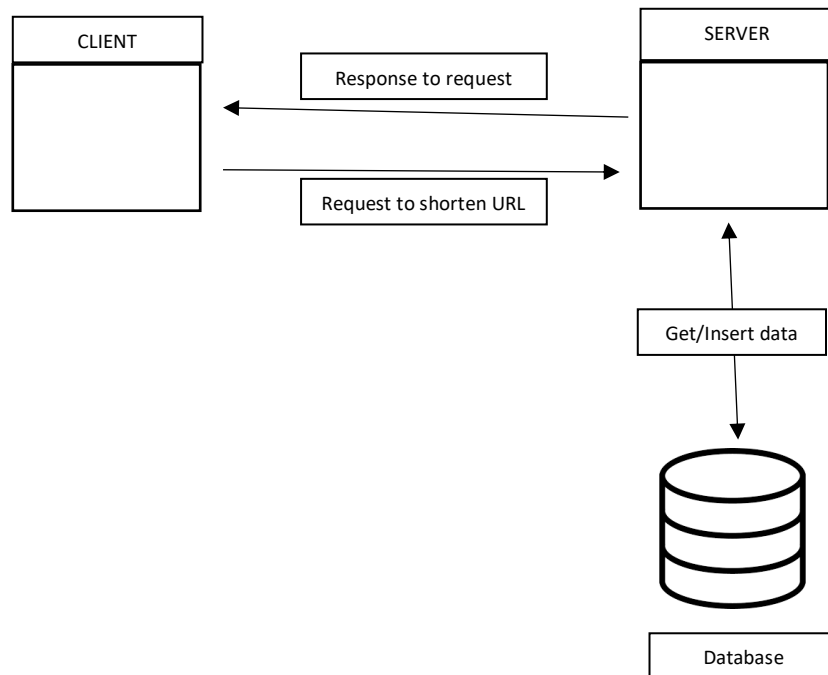 CLIENT
SERVER
Response to request
Request to shorten URL
Get/Insert data
Database